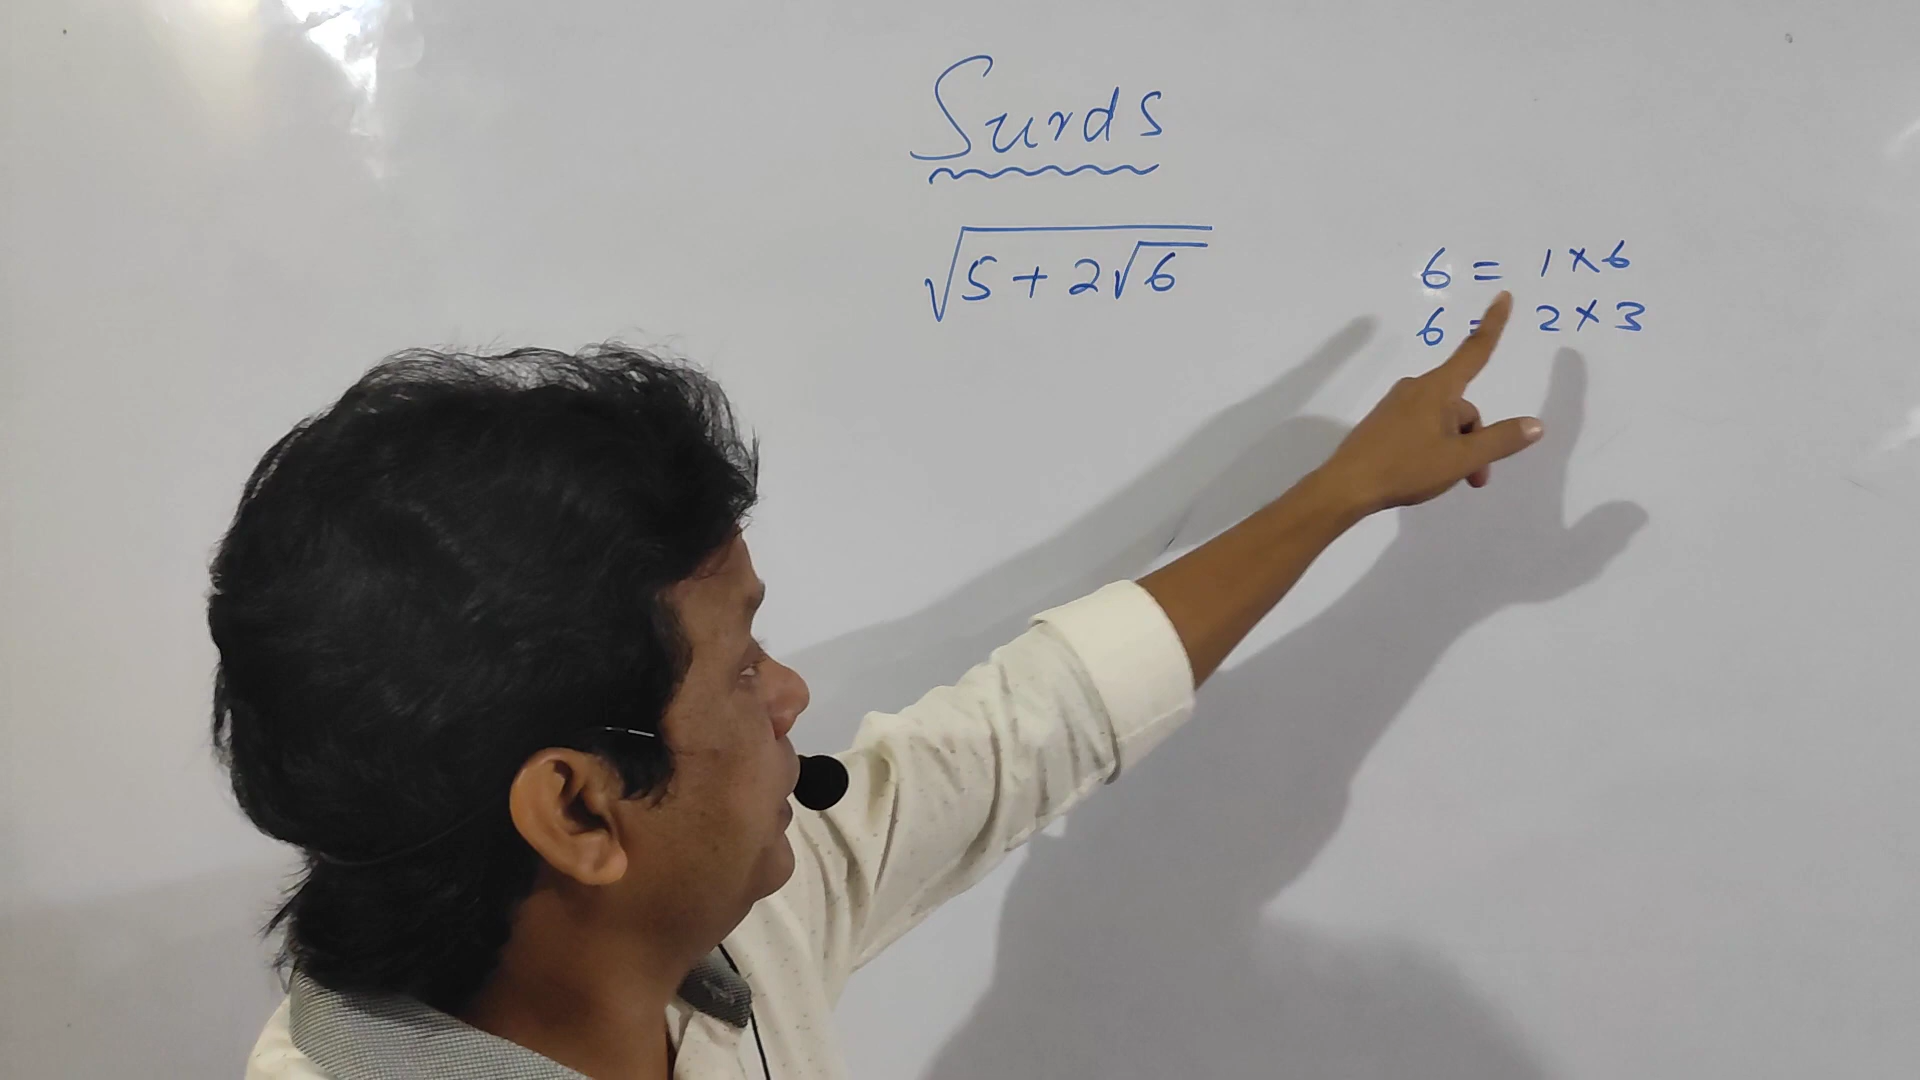 Surds
√(5+2√6)
6 = 1×6
6 = 2×3